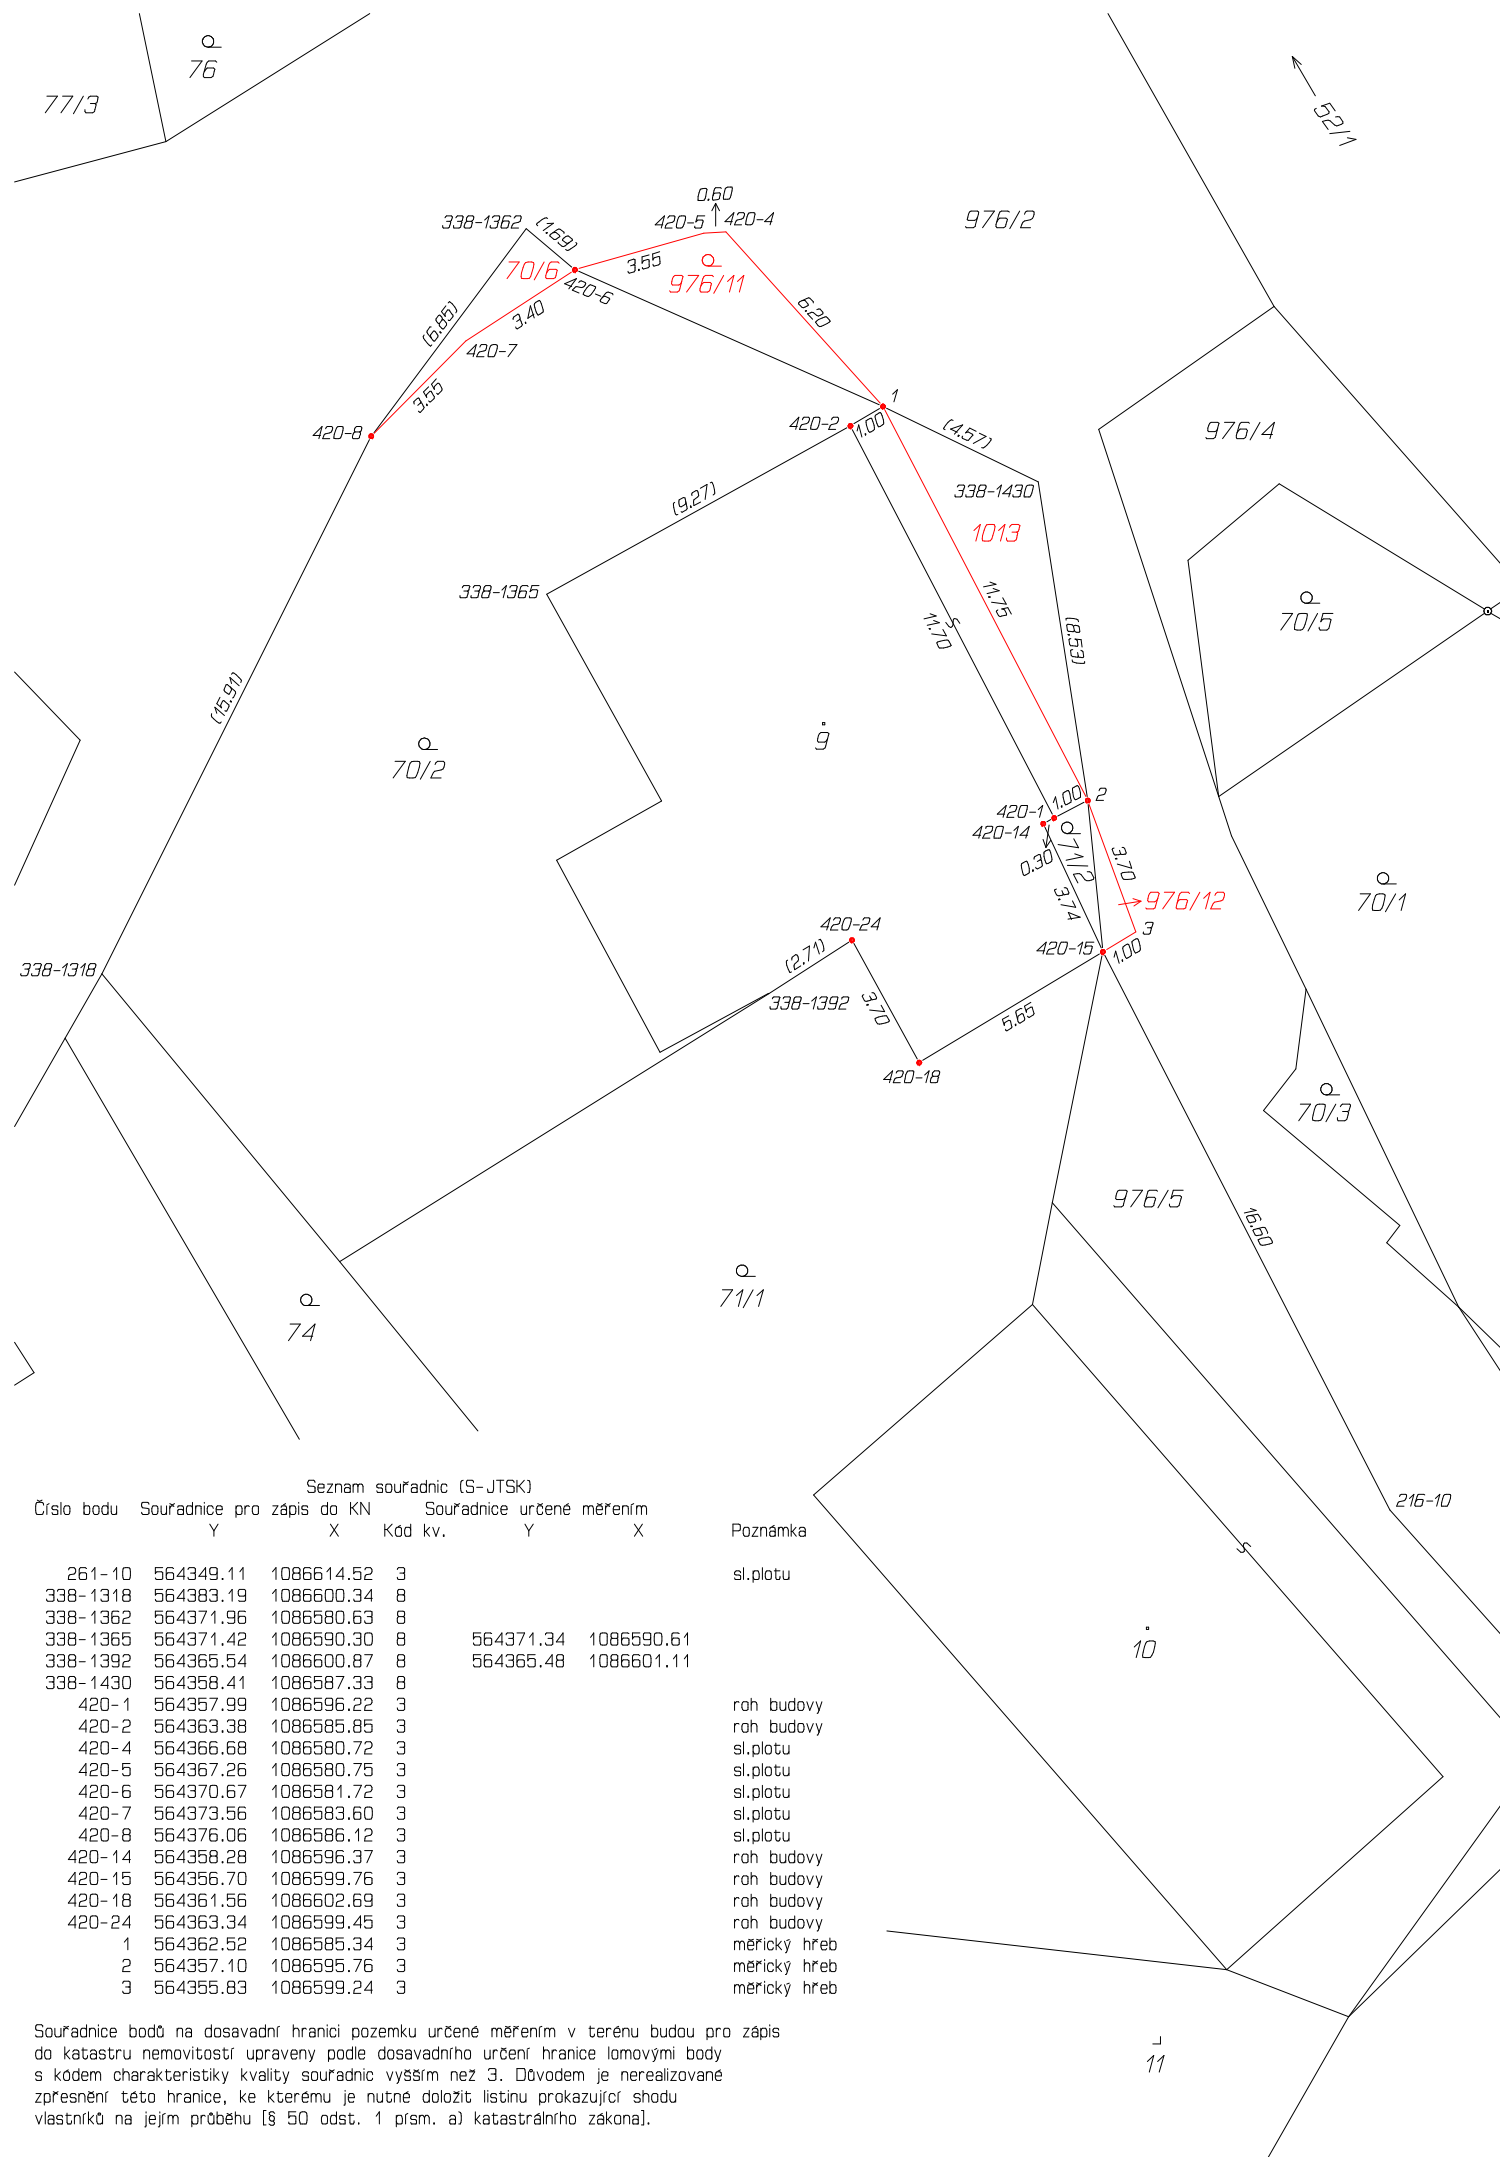 76
77/3
52/1
0.60
338-1362
(1.69)
420-5
420-4
976/2
70/6
3.55
976/11
420-6
(6.85)
3.40
6.20
420-7
3.55
1
420-8
420-2
1.00
(4.57)
976/4
(9.27)
338-1430
1013
338-1365
11.75
11.70
(8.53)
70/5
(15.91)
9
70/2
420-1
1.00
2
420-14
0.30
71/2
3.70
3.74
976/12
70/1
420-24
3
420-15
1.00
(2.71)
338-1318
338-1392
3.70
5.65
420-18
70/3
976/5
16.60
71/1
74
216-10
Seznam souřadnic (S-JTSK)
Číslo bodu Souřadnice pro zápis do KN Souřadnice určené měřením
Y X Kód kv. Y X Poznámka
261-10 564349.11 1086614.52 3 sl.plotu
338-1318 564383.19 1086600.34 8
338-1362 564371.96 1086580.63 8
338-1365 564371.42 1086590.30 8 564371.34 1086590.61
338-1392 564365.54 1086600.87 8 564365.48 1086601.11
338-1430 564358.41 1086587.33 8
420-1 564357.99 1086596.22 3 roh budovy
420-2 564363.38 1086585.85 3 roh budovy
420-4 564366.68 1086580.72 3 sl.plotu
420-5 564367.26 1086580.75 3 sl.plotu
420-6 564370.67 1086581.72 3 sl.plotu
420-7 564373.56 1086583.60 3 sl.plotu
420-8 564376.06 1086586.12 3 sl.plotu
420-14 564358.28 1086596.37 3 roh budovy
420-15 564356.70 1086599.76 3 roh budovy
420-18 564361.56 1086602.69 3 roh budovy
420-24 564363.34 1086599.45 3 roh budovy
1 564362.52 1086585.34 3 měřický hřeb
2 564357.10 1086595.76 3 měřický hřeb
3 564355.83 1086599.24 3 měřický hřeb
10
11
Souřadnice bodů na dosavadní hranici pozemku určené měřením v terénu budou pro zápis
do katastru nemovitostí upraveny podle dosavadního určení hranice lomovými body
s kódem charakteristiky kvality souřadnic vyšším než 3. Důvodem je nerealizované
zpřesnění této hranice, ke kterému je nutné doložit listinu prokazující shodu
vlastníků na jejím průběhu [§ 50 odst. 1 písm. a) katastrálního zákona].